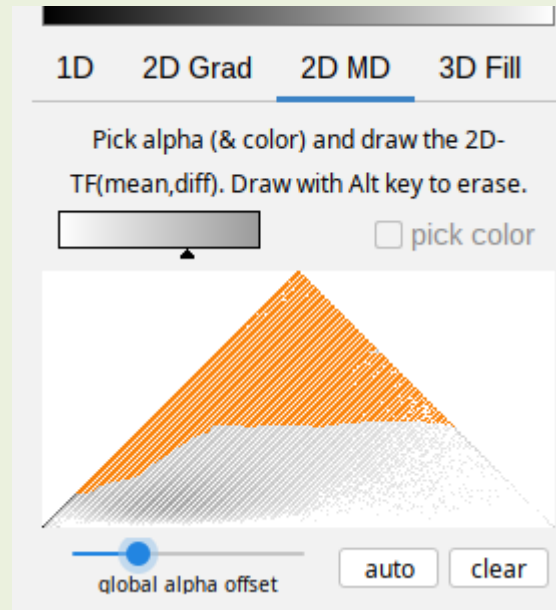 1D 2D Grad 2D MD 3D Fill
Pick alpha (& color) and draw the 2D-
TF(mean,diff). Draw with Alt key to erase.
pick color
global alpha offset
auto clear